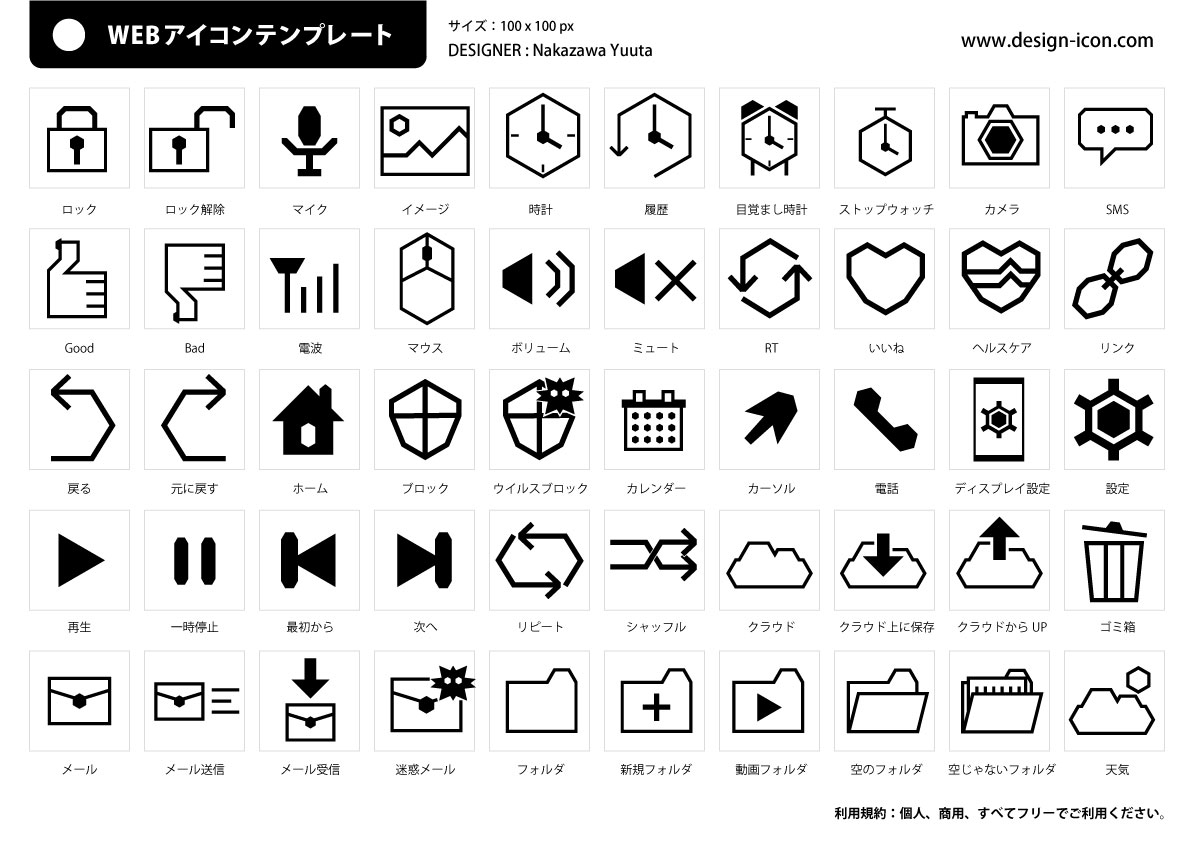 WEBアイコンテンプレート
サイズ：100 x 100 px
DESIGNER : Nakazawa Yuuta
www.design-icon.com
ロック
ロック解除
マイク
イメージ
時計
履歴
目覚まし時計
ストップウォッチ
カメラ
SMS
Good
Bad
電波
マウス
ボリューム
ミュート
RT
いいね
ヘルスケア
リンク
戻る
元に戻す
ホーム
ブロック
ウイルスブロック
カレンダー
カーソル
電話
ディスプレイ設定
設定
再生
一時停止
最初から
次へ
リピート
シャッフル
クラウド
クラウド上に保存
クラウドから UP
ゴミ箱
メール
メール送信
メール受信
迷惑メール
フォルダ
新規フォルダ
動画フォルダ
空のフォルダ
空じゃないフォルダ
天気
利用規約：個人、商用、すべてフリーでご利用ください。